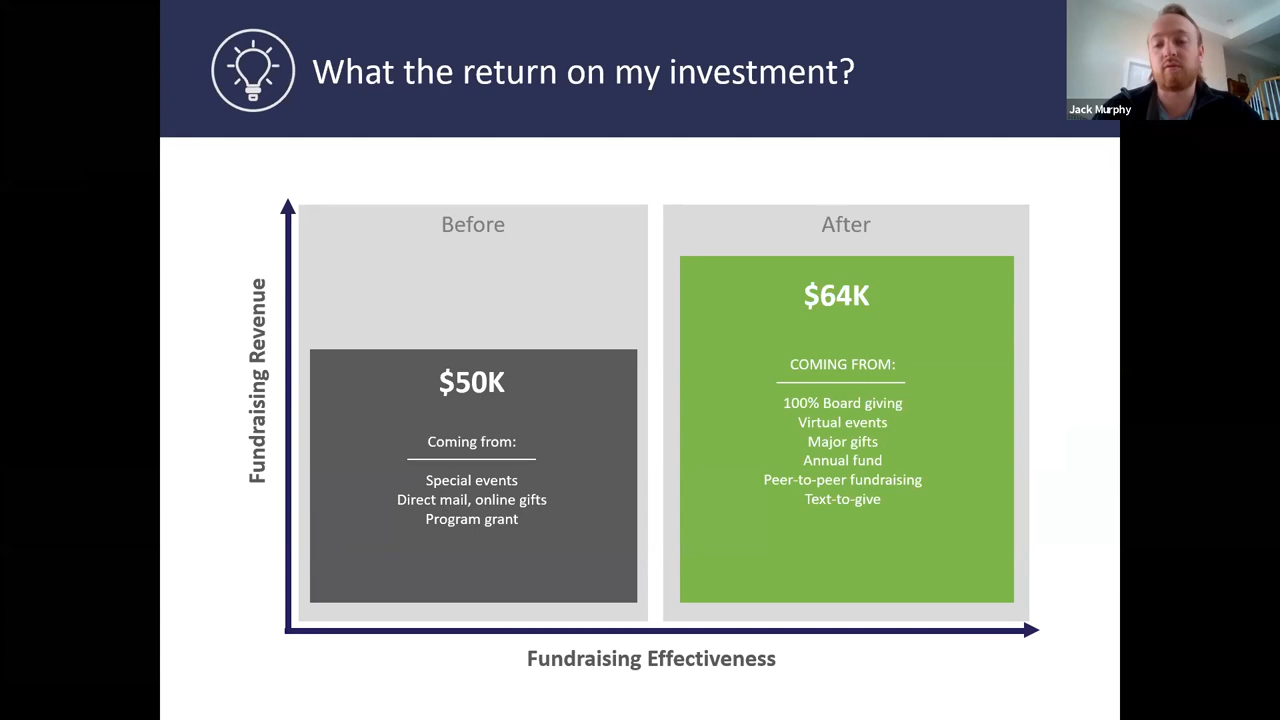 What the return on my investment?
Jack Murphy
Fundraising Revenue
Before
$50K
Coming from:
Special events
Direct mail, online gifts
Program grant
After
$64K
COMING FROM:
100% Board giving
Virtual events
Major gifts
Annual fund
Peer-to-peer fundraising
Text-to-give
Fundraising Effectiveness